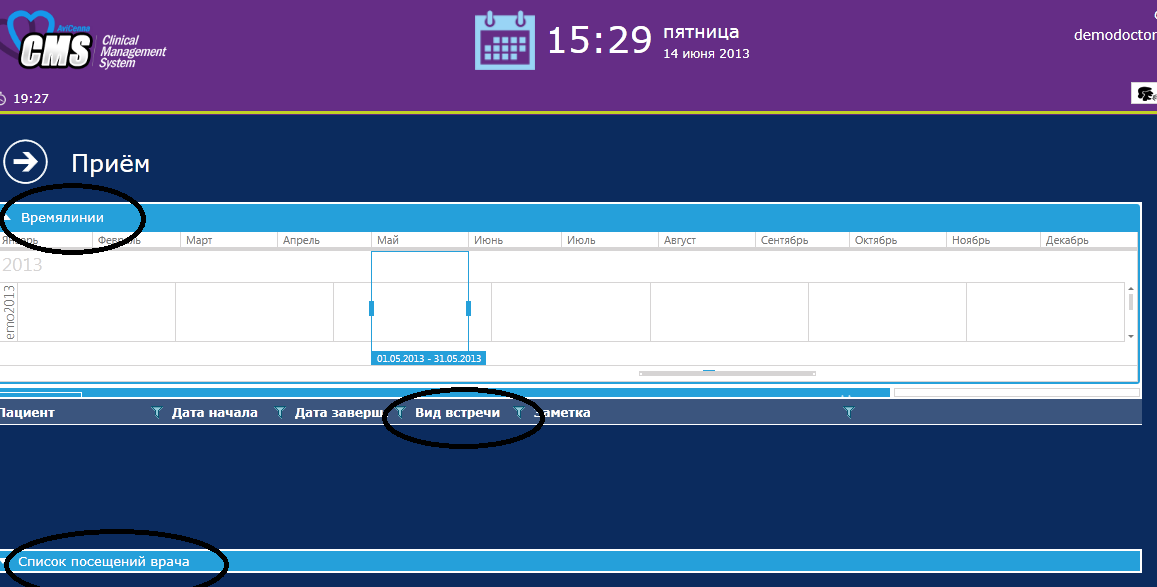 AviCenna
CMS Clinical
Management
System
15:29 пятница
14 июня 2013
demodoctor
19:27
Приём
Времялинии
Январь Февраль Март Апрель Май Июнь Июль Август Сентябрь Октябрь Ноябрь Декабрь
2013
emo2013
01.05.2013 - 31.05.2013
Пациент Дата начала Дата заверш Вид встречи Заметка
Список посещений врача